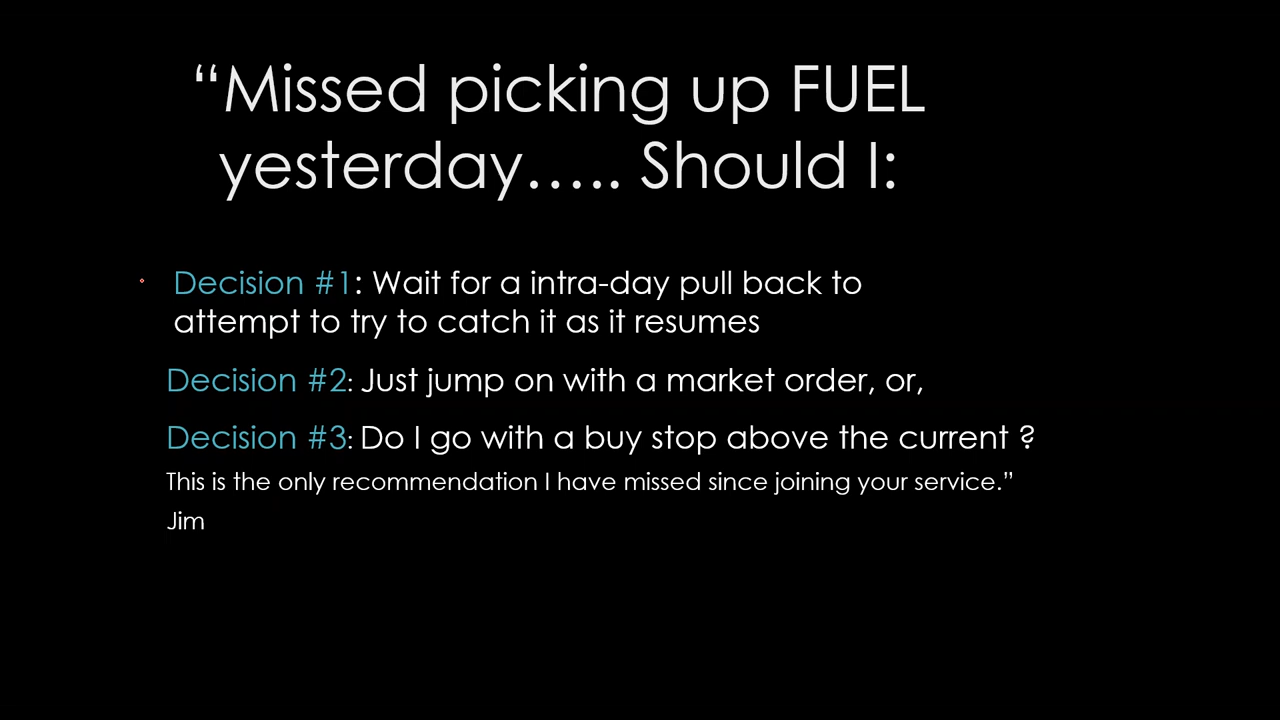 “Missed picking up FUEL
yesterday….. Should I:
Decision #1: Wait for a intra-day pull back to
attempt to try to catch it as it resumes
Decision #2: Just jump on with a market order, or,
Decision #3: Do I go with a buy stop above the current ?
This is the only recommendation I have missed since joining your service.”
Jim